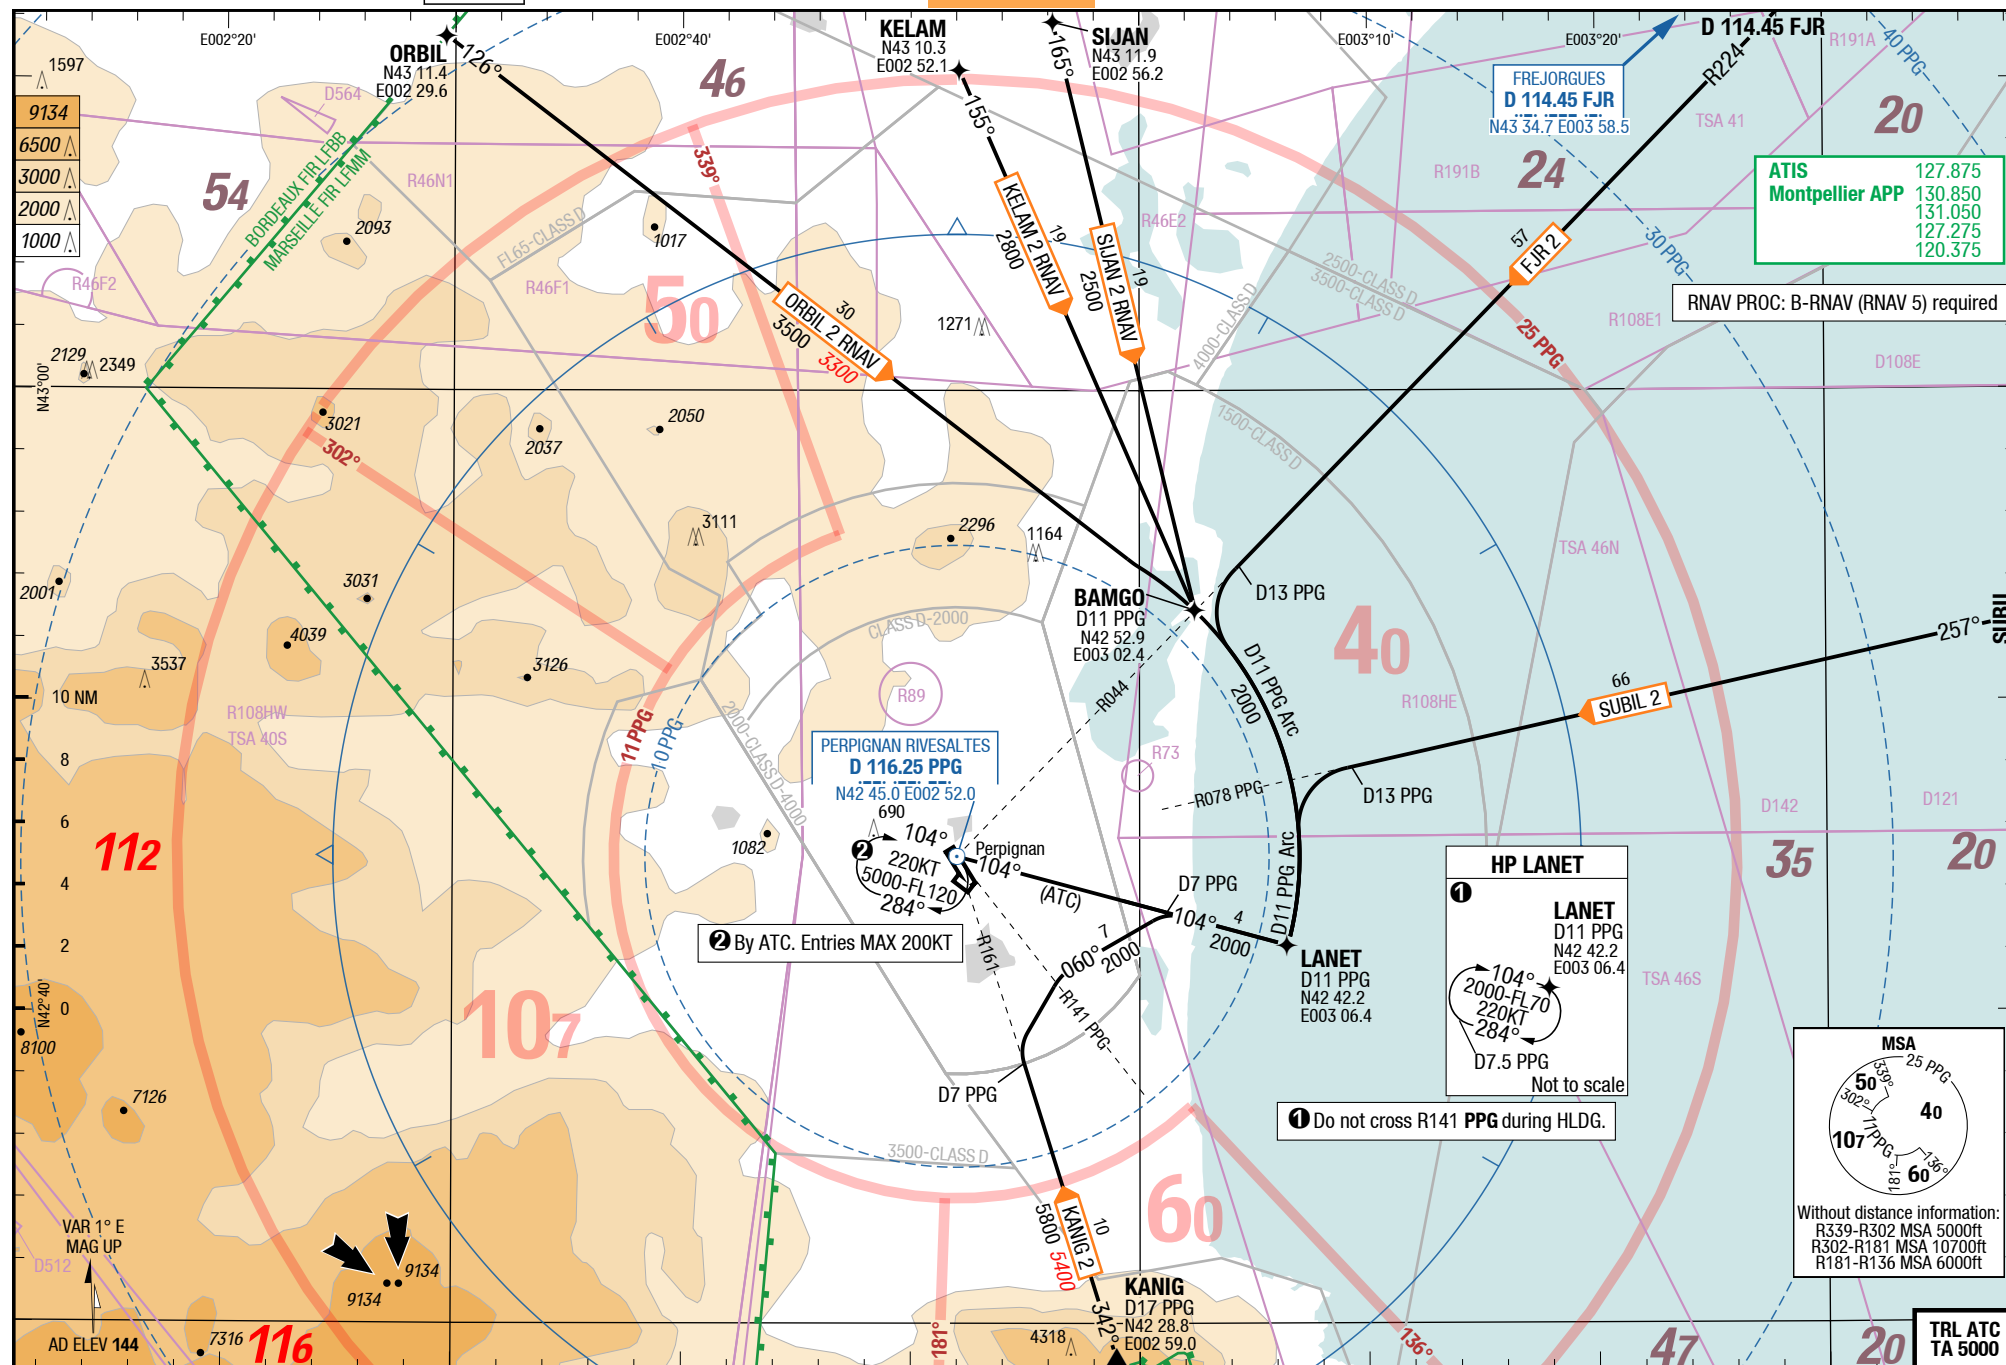 E002°20'
E002°40'
E003°10'
E003°20'
ORBIL
N43 11.4
E002 29.6
126°
KELAM
N43 10.3
E002 52.1
155°
SIJAN
N43 11.9
E002 56.2
165°
D 114.45 FJR
R224
40 PPG
R191A
FREJORGUES
D 114.45 FJR
N43 34.7 E003 58.5
TSA 41
20
24
R191B
ATIS 127.875
Montpellier APP 130.850
131.050
127.275
120.375
RNAV PROC: B-RNAV (RNAV 5) required
1597
9134
6500
3000
2000
1000
D564
46
54
BORDEAUX FIR LFBB
MARSEILLE FIR LFMM
R46N1
339°
2093
1017
FL65-CLASS D
R46F2
R46F1
50
ORBIL 2 RNAV
30
3500
3300
KELAM 2 RNAV
19
2800
SIJAN 2 RNAV
19
2500
R46E2
1271
2500-CLASS D
3500-CLASS D
4000-CLASS D
57
FJR 2
30 PPG
25 PPG
R108E1
D108E
N43°00'
2129
2349
3021
302°
2037
2050
1500-CLASS D
3111
2296
1164
TSA 46N
2001
3031
4039
3537
3126
CLASS D-2000
R89
BAMGO
D11 PPG
N42 52.9
E003 02.4
D13 PPG
40
257°
SUBIL
66
SUBIL 2
R108HE
D11 PPG Arc
2000
R044
R73
R078 PPG
D13 PPG
D142
D121
10 NM
8
6
4
2
0
R108HW
TSA 40S
11 PPG
10 PPG
2000-CLASS D-4000
PERPIGNAN RIVESALTES
D 116.25 PPG
N42 45.0 E002 52.0
690
1082
112
2
104°
220KT
5000-FL120
284°
Perpignan
104°
(ATC)
D7 PPG
104°
4
2000
D11 PPG Arc
2 By ATC. Entries MAX 200KT
R161
060°
7
2000
R141 PPG
LANET
D11 PPG
N42 42.2
E003 06.4
HP LANET
1
LANET
D11 PPG
N42 42.2
E003 06.4
104°
2000-FL70
220KT
284°
D7.5 PPG
Not to scale
1 Do not cross R141 PPG during HLDG.
35
20
TSA 46S
N42°40'
8100
107
7126
D7 PPG
3500-CLASS D
MSA
25 PPG
339°
50
302°
40
11PPG
107
181°
136°
60
Without distance information:
R339-R302 MSA 5000ft
R302-R181 MSA 10700ft
R181-R136 MSA 6000ft
VAR 1° E
MAG UP
D512
AD ELEV 144
9134
9134
7316
116
181°
KANIG 2
10
5800
5400
60
KANIG
D17 PPG
N42 28.8
E002 59.0
342°
4318
136°
47
20
TRL ATC
TA 5000